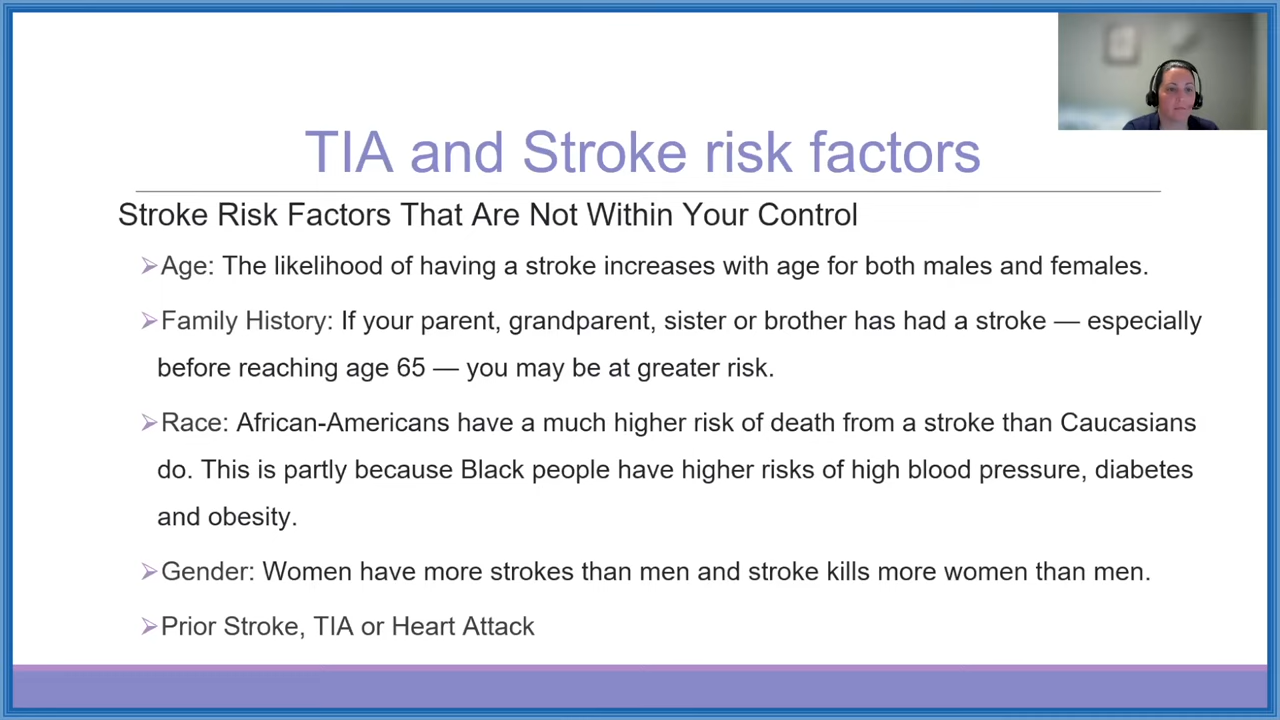 TIA and Stroke risk factors
Stroke Risk Factors That Are Not Within Your Control
➢Age: The likelihood of having a stroke increases with age for both males and females.
➢Family History: If your parent, grandparent, sister or brother has had a stroke — especially
before reaching age 65 — you may be at greater risk.
➢Race: African-Americans have a much higher risk of death from a stroke than Caucasians
do. This is partly because Black people have higher risks of high blood pressure, diabetes
and obesity.
➢Gender: Women have more strokes than men and stroke kills more women than men.
➢Prior Stroke, TIA or Heart Attack